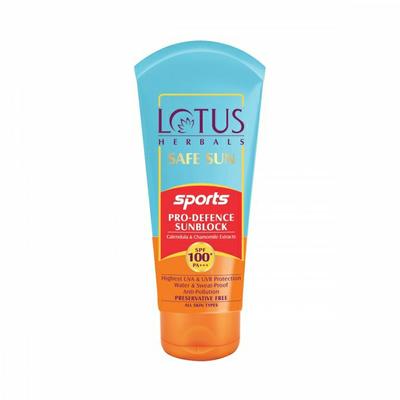 LOTUS
HERBALS
SAFE SUN
sports
PRO-DEFENCE
SUNBLOCK
Calendula & Chamomile Extracts
SPF
100+
PA+++
Highest UVA & UVB Protection
Water & Sweat-Proof
Anti-Pollution
PRESERVATIVE FREE
ALL SKIN TYPES